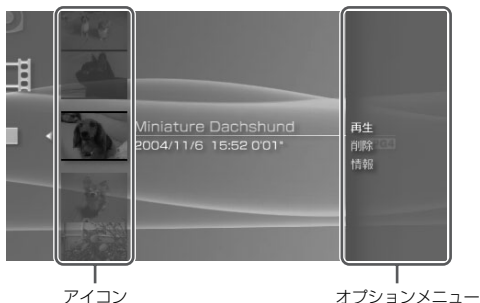 Miniature Dachshund
2004/11/6 15:52 0'01"
再生
削除
情報
アイコン
オプションメニュー